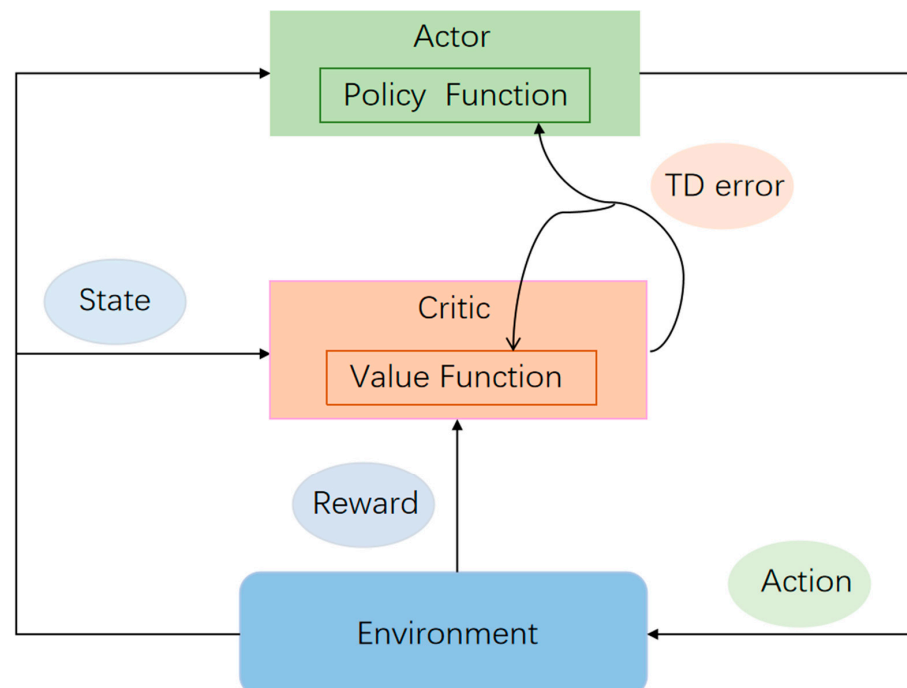 Actor
Policy Function
TD error
State
Critic
Value Function
Reward
Action
Environment